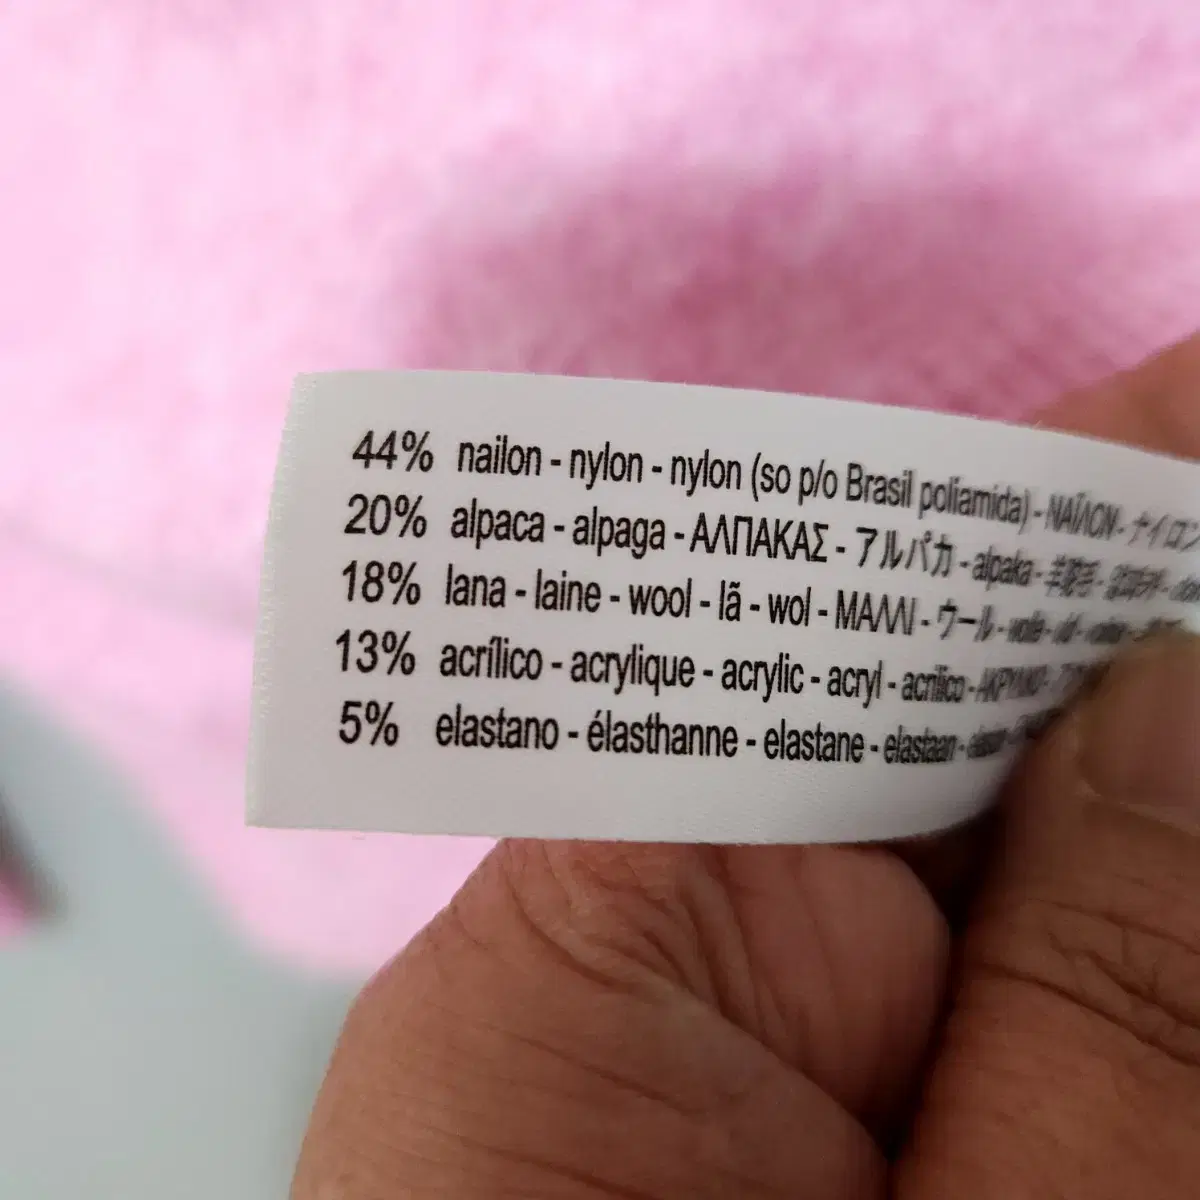 44% nailon - nylon - nylon (so p/o Brasil poliamida) - ΝΑΪΛΟΝ - ナイロン
20% alpaca - alpaga - ΑΛΠΑΚΑΣ - アルパカ - alpaka -
18% lana - laine - wool - lã - wol - ΜΑΛΛΙ - ウール -
13% acrílico - acrylique - acrylic - acryl - acrílico - ΑΚΡΥΛΙΚΟ -
5% elastano - élasthanne - elastane - elastaan -